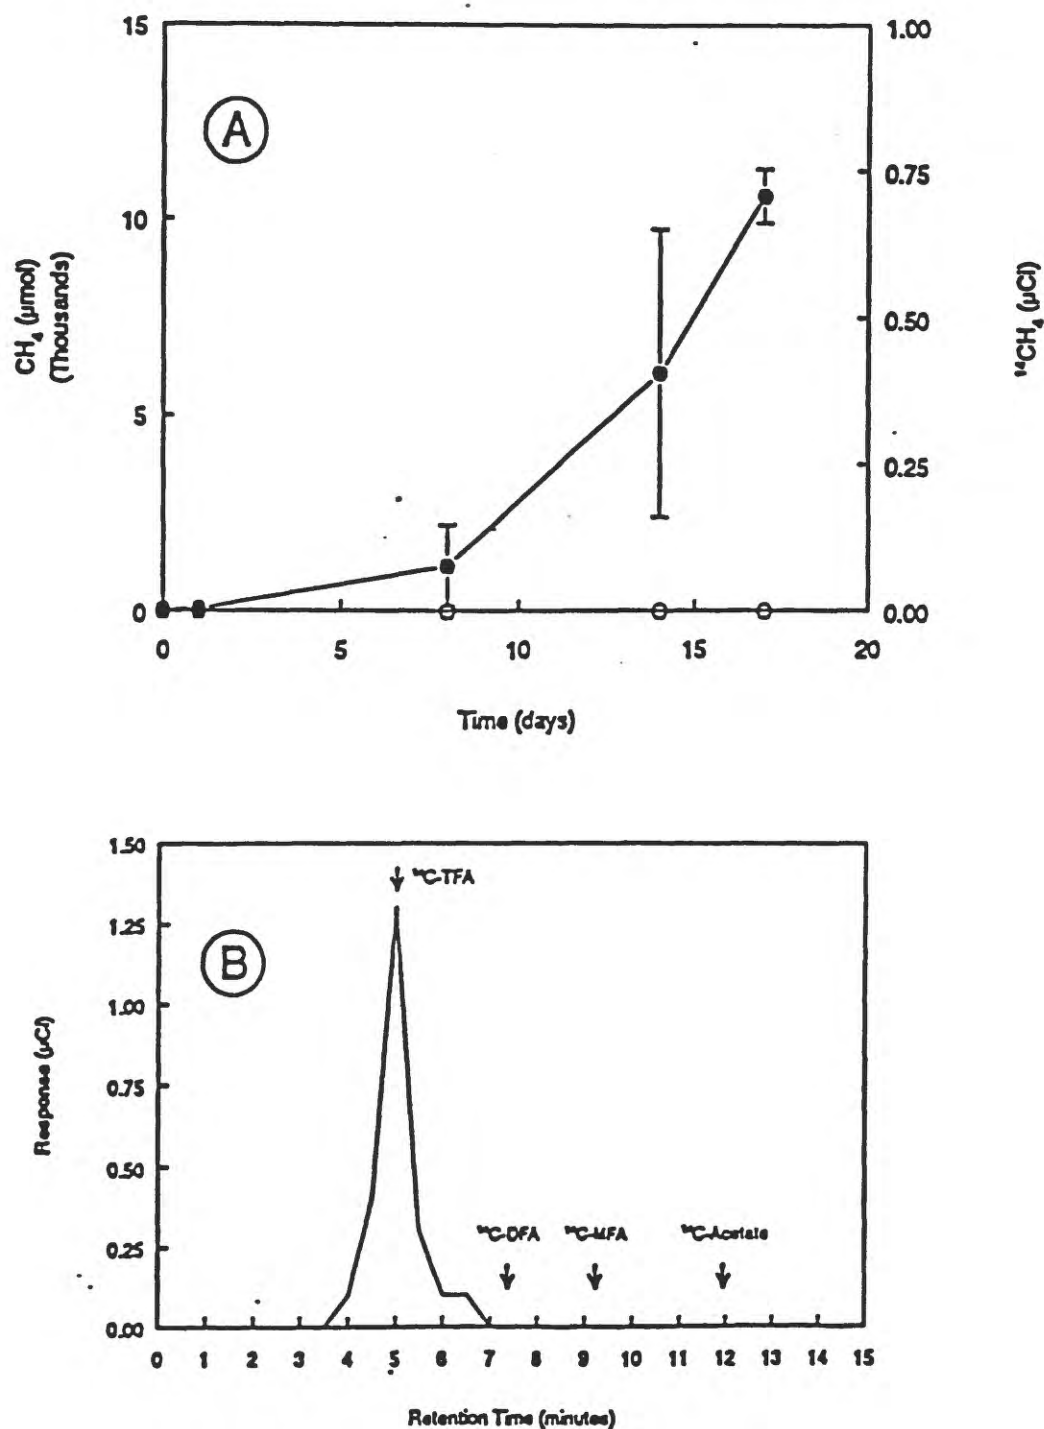 A
15
10
5
0
CH₄ (µmol)
(Thousands)
1.00
0.75
0.50
0.25
0.00
¹⁴CH₄ (µCi)
0 5 10 15 20
Time (days)
B
1.50
1.25
1.00
0.75
0.50
0.25
0.00
Response (µCi)
¹⁴C-TFA
¹⁴C-DFA ¹⁴C-MFA ¹⁴C-Acetate
0 1 2 3 4 5 6 7 8 9 10 11 12 13 14 15
Retention Time (minutes)